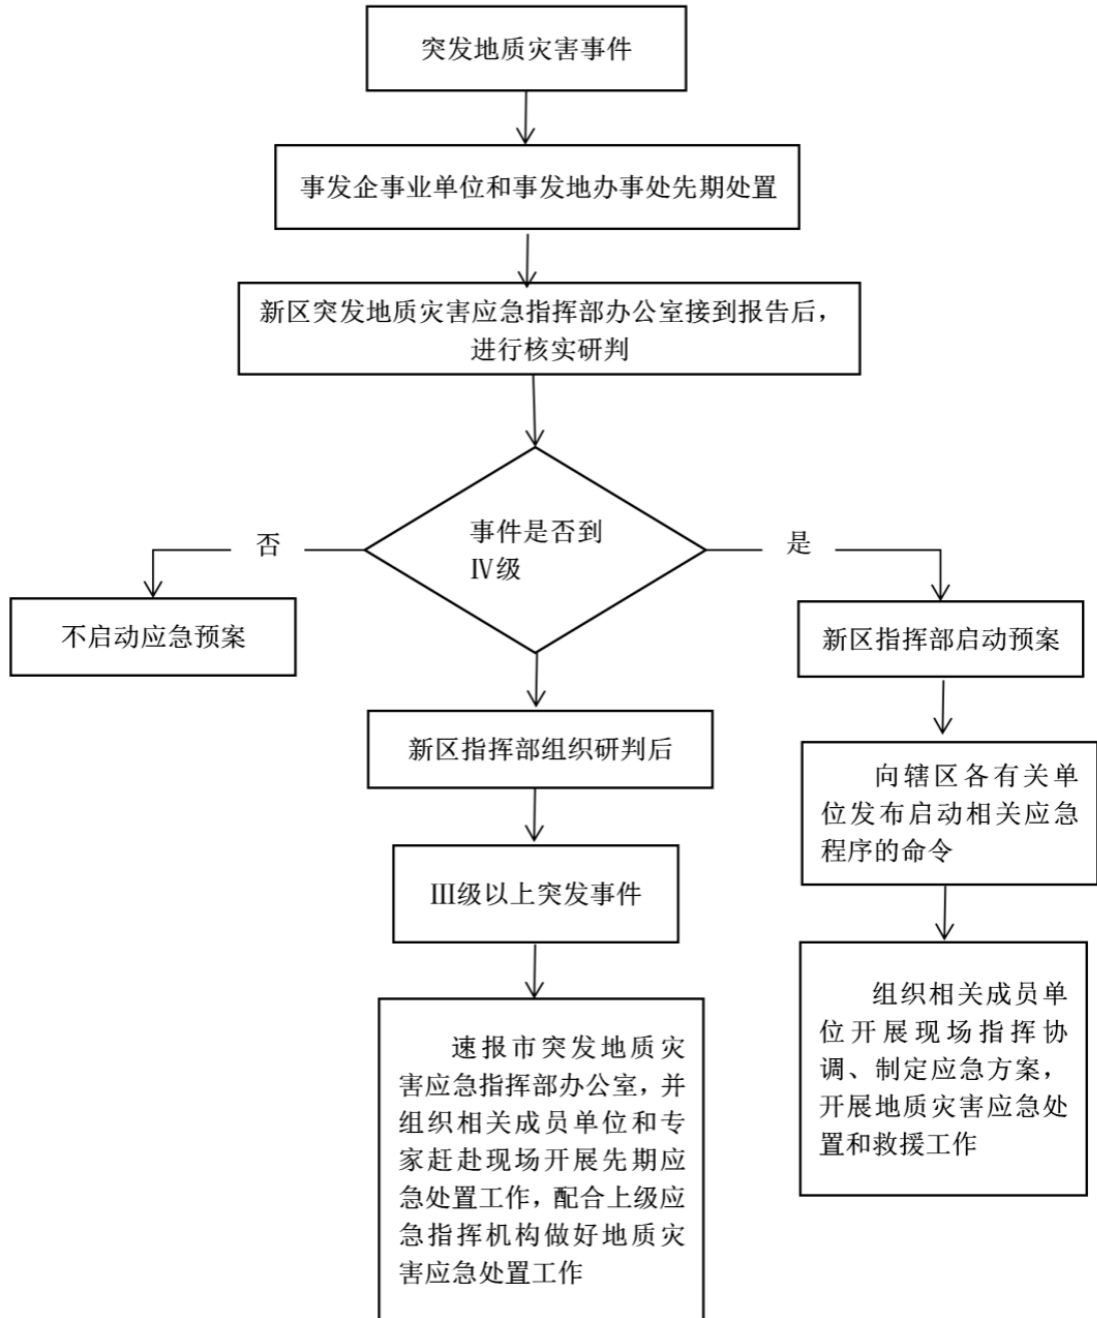 突发地质灾害事件
事发企事业单位和事发地办事处先期处置
新区突发地质灾害应急指挥部办公室接到报告后，
进行核实研判
事件是否到
Ⅳ级
否
是
不启动应急预案
新区指挥部启动预案
新区指挥部组织研判后
向辖区各有关单
位发布启动相关应急
程序的命令
Ⅲ级以上突发事件
组织相关成员单
位开展现场指挥协
调、制定应急方案，
开展地质灾害应急处
置和救援工作
速报市突发地质灾
害应急指挥部办公室，并
组织相关成员单位和专
家赶赴现场开展先期应
急处置工作，配合上级应
急指挥机构做好地质灾
害应急处置工作